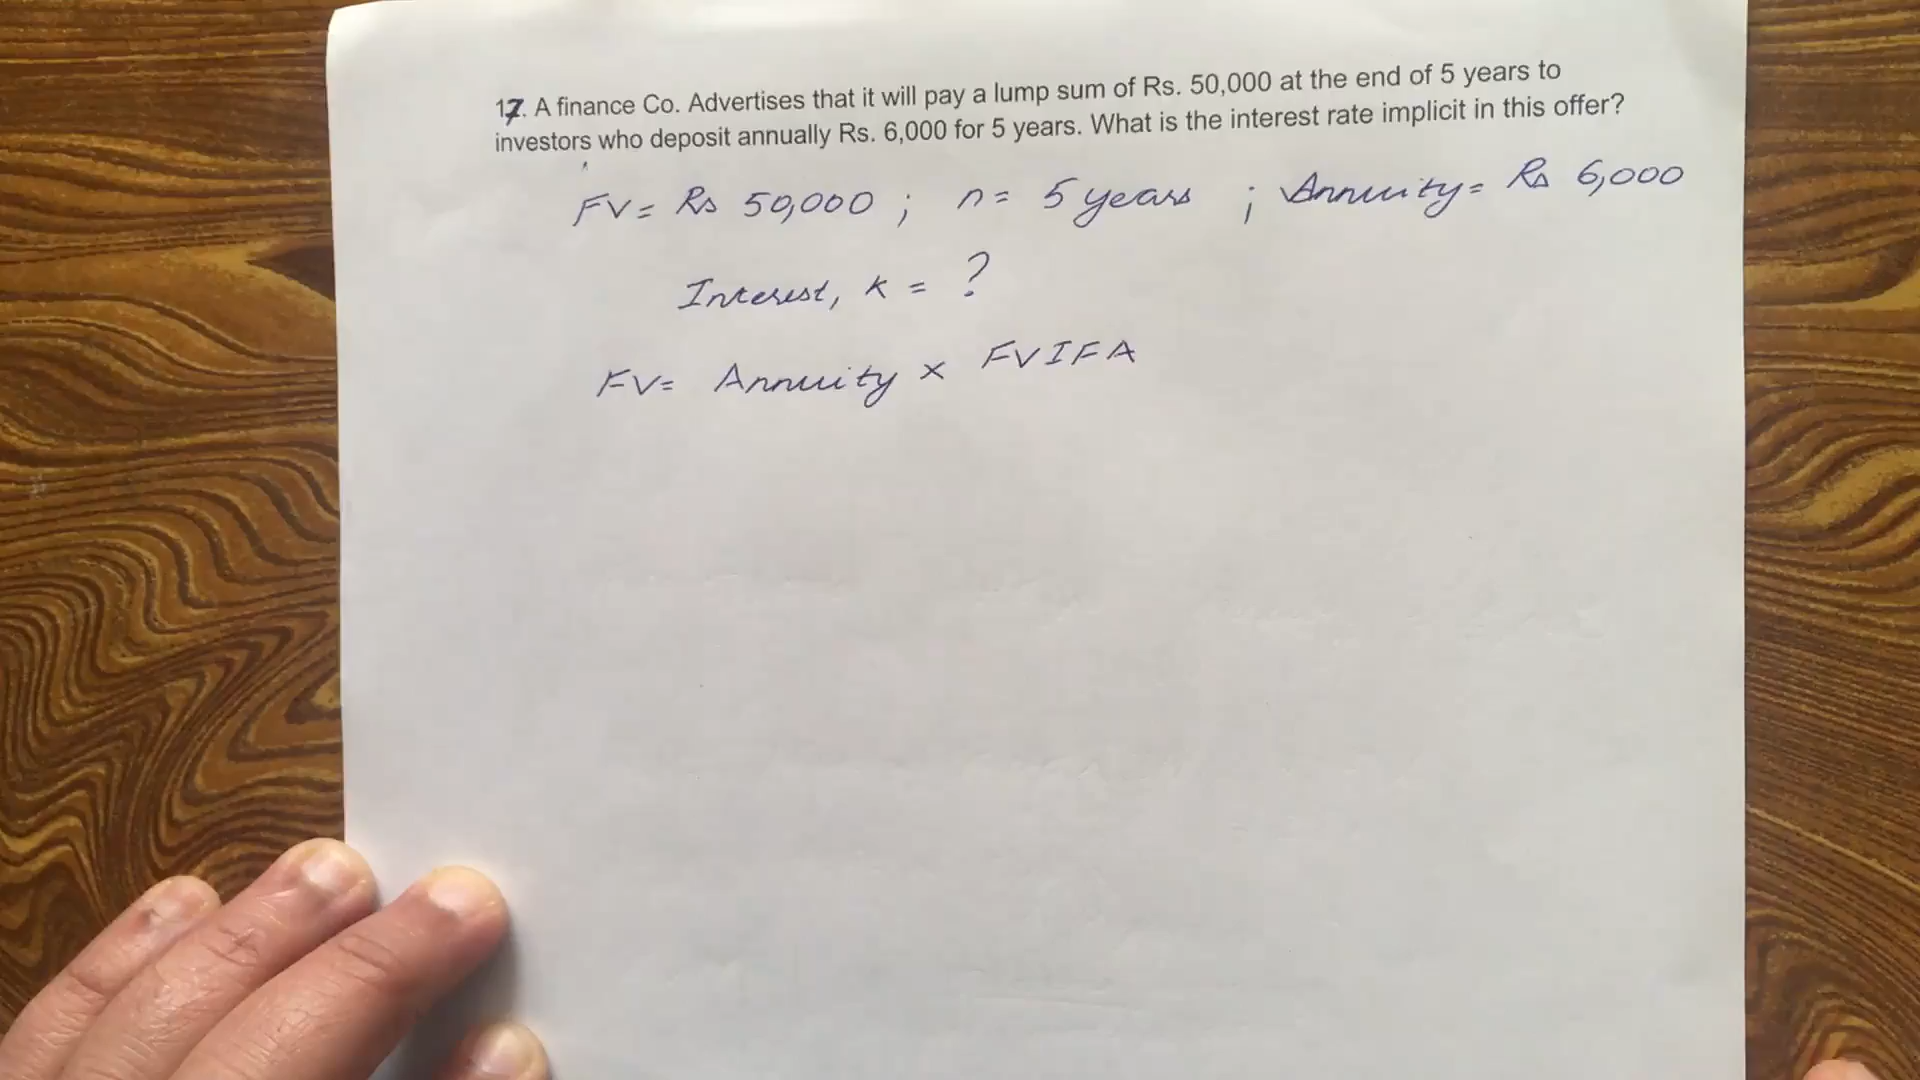 17. A finance Co. Advertises that it will pay a lump sum of Rs. 50,000 at the end of 5 years to
investors who deposit annually Rs. 6,000 for 5 years. What is the interest rate implicit in this offer?
FV = Rs 50,000 ; n = 5 years ; Annuity = Rs 6,000
Interest, k = ?
FV = Annuity x FVIFA